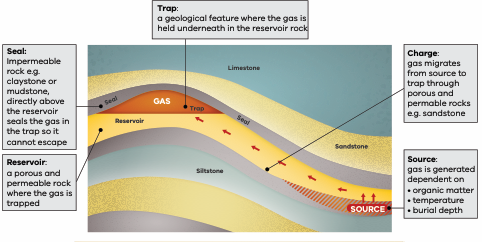 Trap:
a geological feature where the gas is
held underneath in the reservoir rock
Seal:
Impermeable
rock e.g.
claystone or
mudstone,
directly above
the reservoir
seals the gas in
the trap so it
cannot escape
Reservoir:
a porous and
permeable rock
where the gas is
trapped
Limestone
Seal
GAS
Trap
Seal
Reservoir
Sandstone
Siltstone
SOURCE
Charge:
gas migrates
from source to
trap through
porous and
permable rocks
e.g. sandstone
Source:
gas is generated
dependent on
• organic matter
• temperature
• burial depth